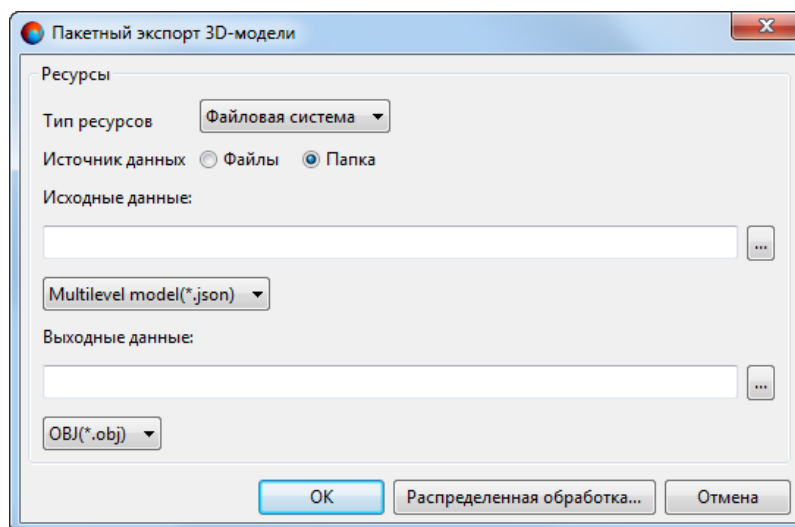 Пакетный экспорт 3D-модели
Ресурсы
Тип ресурсов Файловая система
Источник данных Файлы Папка
Исходные данные:
...
Multilevel model(*.json)
Выходные данные:
...
OBJ(*.obj)
OK Распределенная обработка... Отмена